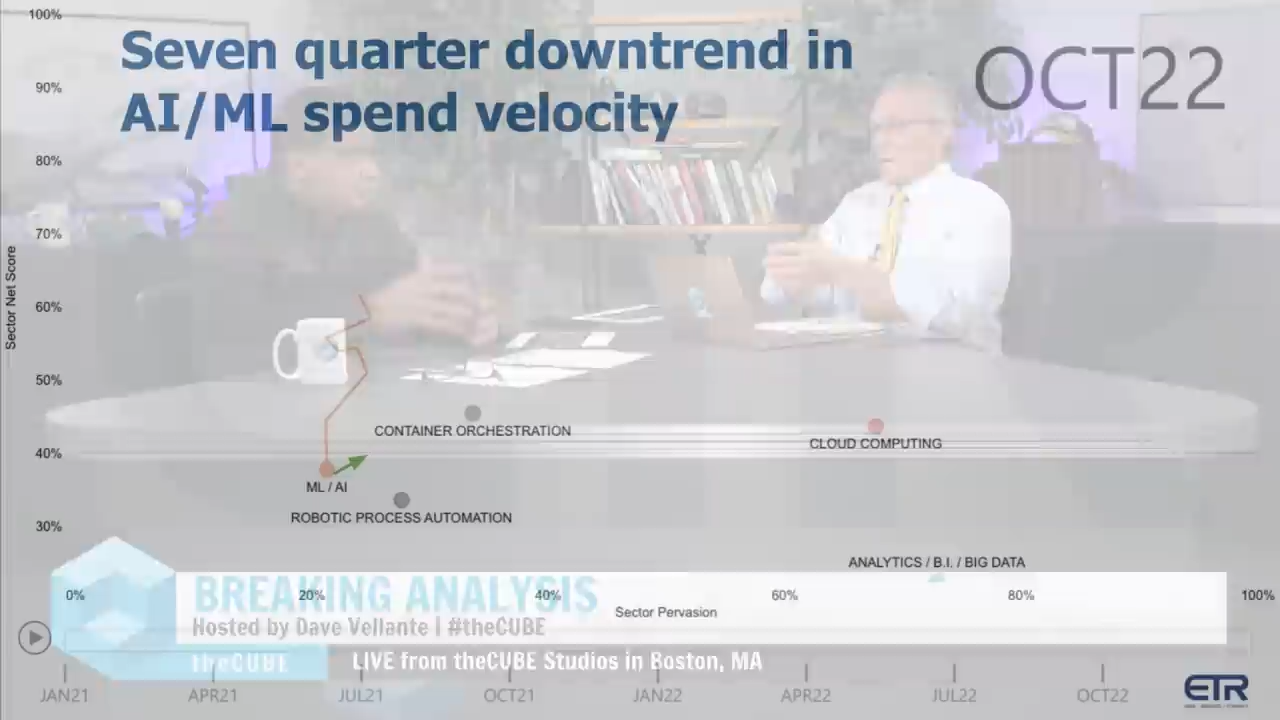 100%
Seven quarter downtrend in
AI/ML spend velocity
OCT22
90%
80%
70%
Sector Net Score
60%
50%
CONTAINER ORCHESTRATION
CLOUD COMPUTING
40%
ML / AI
ROBOTIC PROCESS AUTOMATION
30%
ANALYTICS / B.I. / BIG DATA
BREAKING ANALYSIS
0%
20%
40%
60%
80%
100%
Sector Pervasion
Hosted by Dave Vellante | #theCUBE
theCUBE
LIVE from theCUBE Studios in Boston, MA
JAN21
APR21
JUL21
OCT21
JAN22
APR22
JUL22
OCT22
ETR